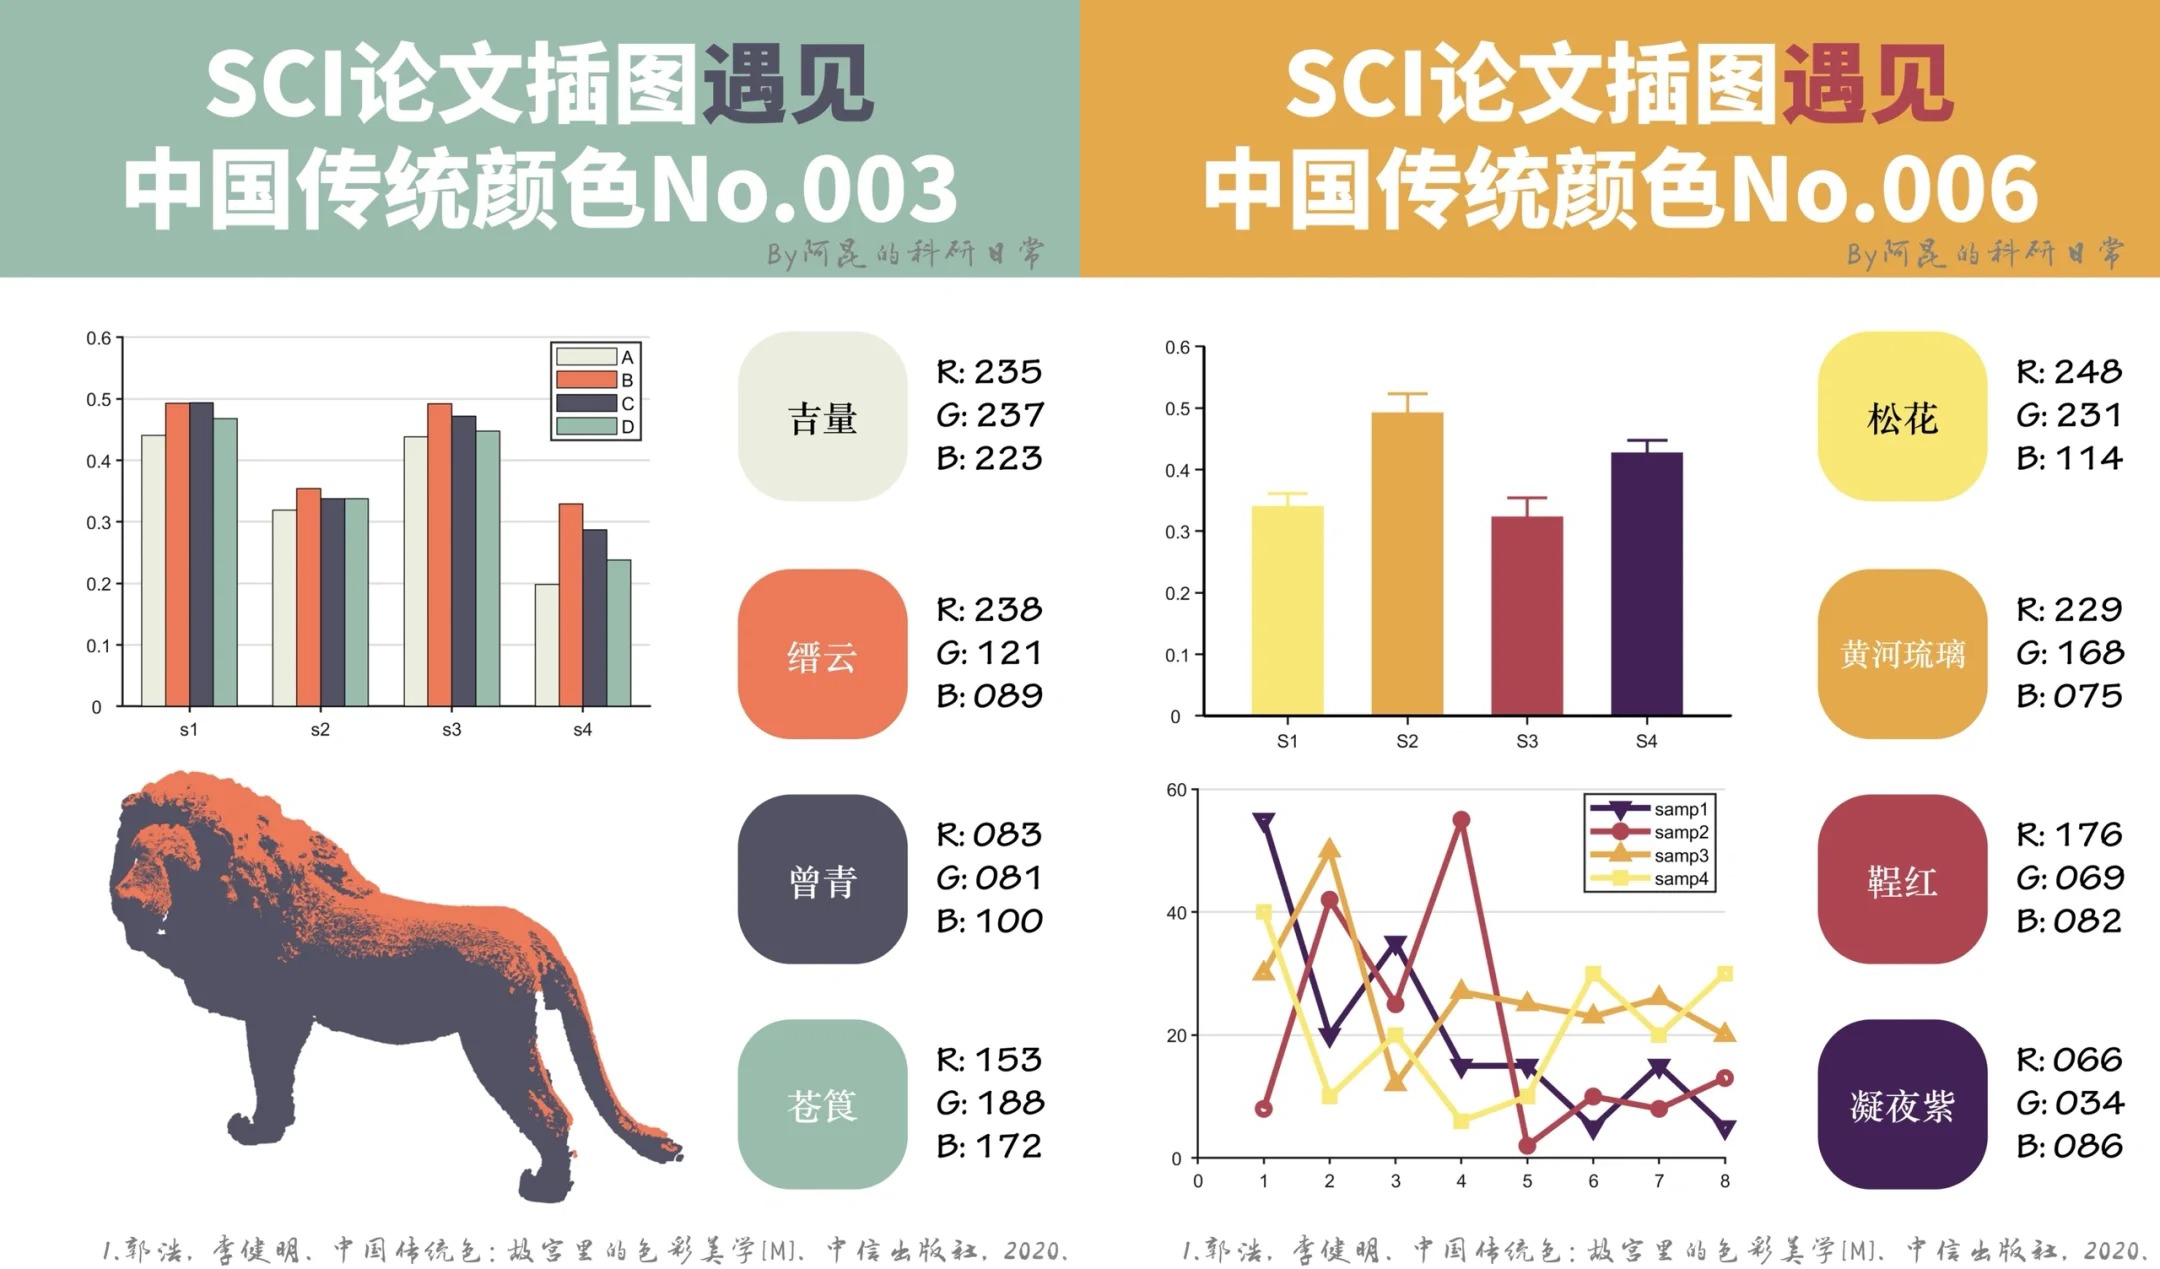 SCI论文插图遇见
中国传统颜色No.003
By阿昆的科研日常
0.6
0.5
0.4
0.3
0.2
0.1
0
A
B
C
D
s1
s2
s3
s4
吉量
R: 235
G: 237
B: 223
缙云
R: 238
G: 121
B: 089
曾青
R: 083
G: 081
B: 100
苍筤
R: 153
G: 188
B: 172
1.郭浩, 李健明. 中国传统色: 故宫里的色彩美学[M]. 中信出版社, 2020.
SCI论文插图遇见
中国传统颜色No.006
By阿昆的科研日常
0.6
0.5
0.4
0.3
0.2
0.1
0
S1
S2
S3
S4
60
40
20
0
samp1
samp2
samp3
samp4
0
1
2
3
4
5
6
7
8
松花
R: 248
G: 231
B: 114
黄河琉璃
R: 229
G: 168
B: 075
鞓红
R: 176
G: 069
B: 082
凝夜紫
R: 066
G: 034
B: 086
1.郭浩, 李健明. 中国传统色: 故宫里的色彩美学[M]. 中信出版社, 2020.